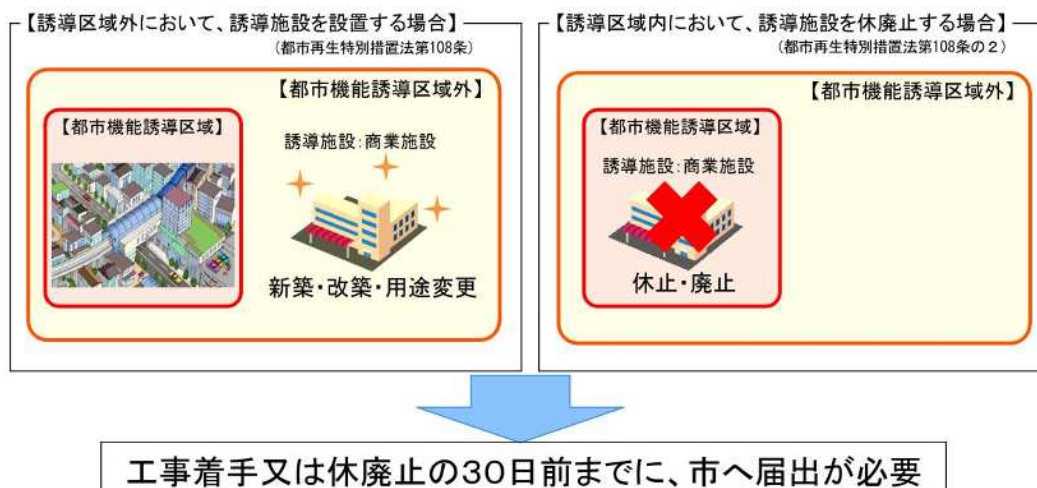 【誘導区域外において、誘導施設を設置する場合】
(都市再生特別措置法第108条)
【都市機能誘導区域外】
【都市機能誘導区域】
誘導施設:商業施設
新築・改築・用途変更
【誘導区域内において、誘導施設を休廃止する場合】
(都市再生特別措置法第108条の2)
【都市機能誘導区域外】
【都市機能誘導区域】
誘導施設:商業施設
休止・廃止
工事着手又は休廃止の30日前までに、市へ届出が必要